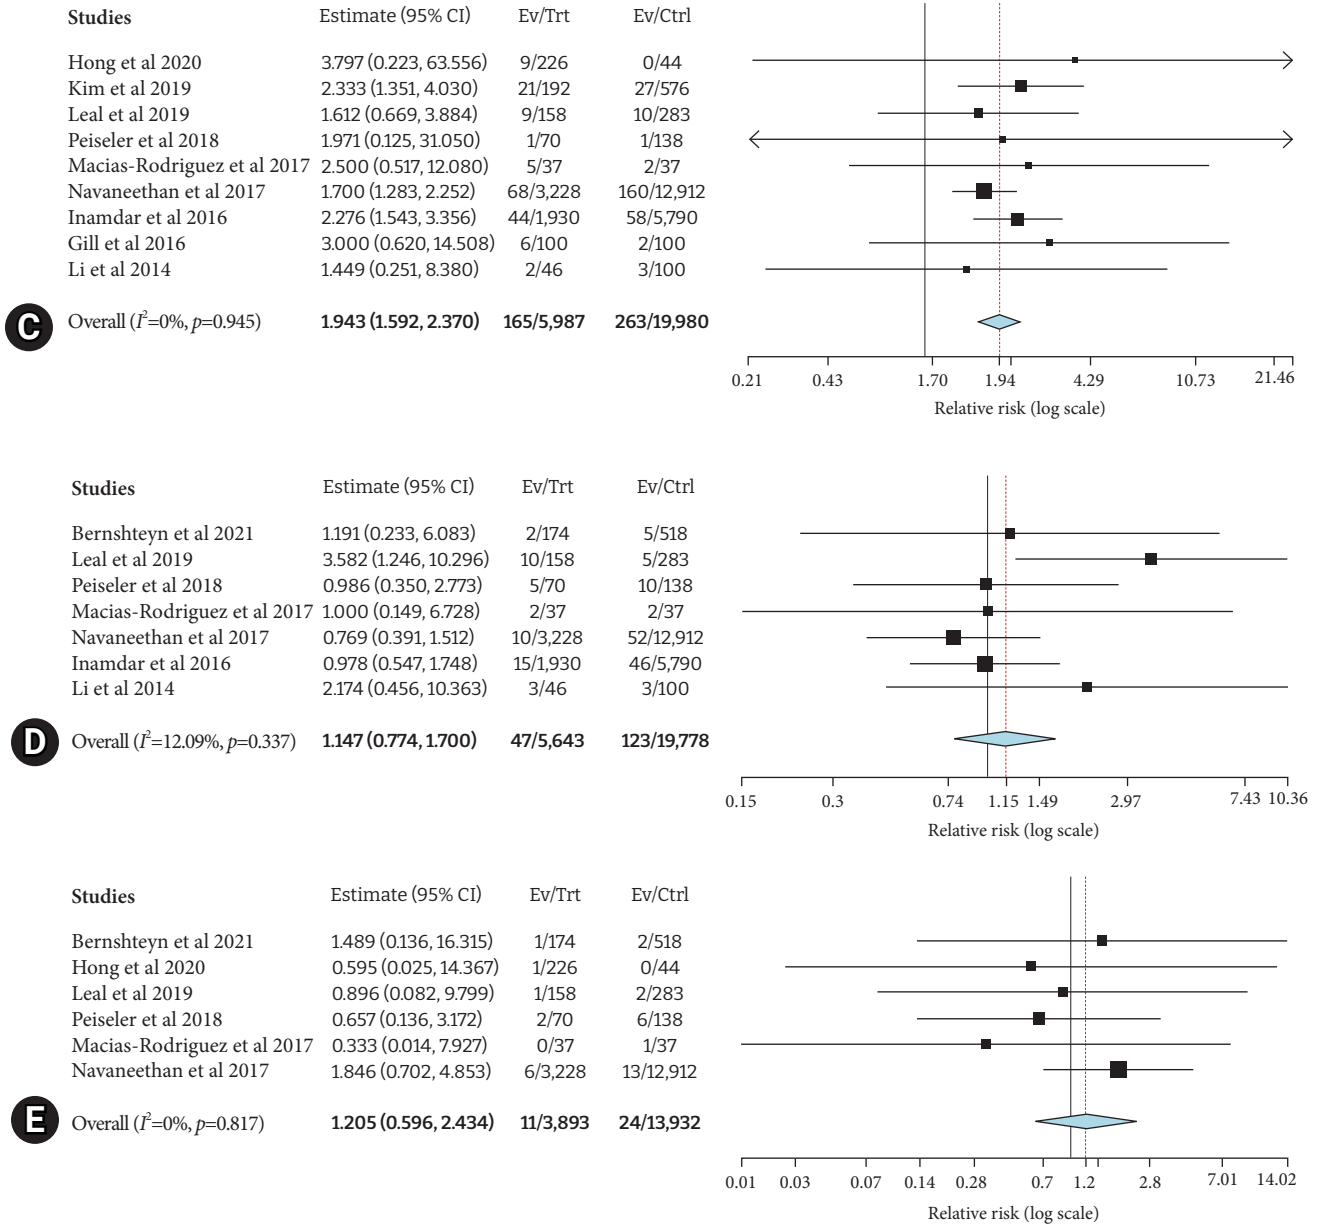 Studies Estimate (95% CI) Ev/Trt Ev/Ctrl
Hong et al 2020 3.797 (0.223, 63.556) 9/226 0/44
Kim et al 2019 2.333 (1.351, 4.030) 21/192 27/576
Leal et al 2019 1.612 (0.669, 3.884) 9/158 10/283
Peiseler et al 2018 1.971 (0.125, 31.050) 1/70 1/138
Macias-Rodriguez et al 2017 2.500 (0.517, 12.080) 5/37 2/37
Navaneethan et al 2017 1.700 (1.283, 2.252) 68/3,228 160/12,912
Inamdar et al 2016 2.276 (1.543, 3.356) 44/1,930 58/5,790
Gill et al 2016 3.000 (0.620, 14.508) 6/100 2/100
Li et al 2014 1.449 (0.251, 8.380) 2/46 3/100
C Overall (I²=0%, p=0.945) 1.943 (1.592, 2.370) 165/5,987 263/19,980
0.21 0.43 1.70 1.94 4.29 10.73 21.46
Relative risk (log scale)
Studies Estimate (95% CI) Ev/Trt Ev/Ctrl
Bernshteyn et al 2021 1.191 (0.233, 6.083) 2/174 5/518
Leal et al 2019 3.582 (1.246, 10.296) 10/158 5/283
Peiseler et al 2018 0.986 (0.350, 2.773) 5/70 10/138
Macias-Rodriguez et al 2017 1.000 (0.149, 6.728) 2/37 2/37
Navaneethan et al 2017 0.769 (0.391, 1.512) 10/3,228 52/12,912
Inamdar et al 2016 0.978 (0.547, 1.748) 15/1,930 46/5,790
Li et al 2014 2.174 (0.456, 10.363) 3/46 3/100
D Overall (I²=12.09%, p=0.337) 1.147 (0.774, 1.700) 47/5,643 123/19,778
0.15 0.3 0.74 1.15 1.49 2.97 7.43 10.36
Relative risk (log scale)
Studies Estimate (95% CI) Ev/Trt Ev/Ctrl
Bernshteyn et al 2021 1.489 (0.136, 16.315) 1/174 2/518
Hong et al 2020 0.595 (0.025, 14.367) 1/226 0/44
Leal et al 2019 0.896 (0.082, 9.799) 1/158 2/283
Peiseler et al 2018 0.657 (0.136, 3.172) 2/70 6/138
Macias-Rodriguez et al 2017 0.333 (0.014, 7.927) 0/37 1/37
Navaneethan et al 2017 1.846 (0.702, 4.853) 6/3,228 13/12,912
E Overall (I²=0%, p=0.817) 1.205 (0.596, 2.434) 11/3,893 24/13,932
0.01 0.03 0.07 0.14 0.28 0.7 1.2 2.8 7.01 14.02
Relative risk (log scale)